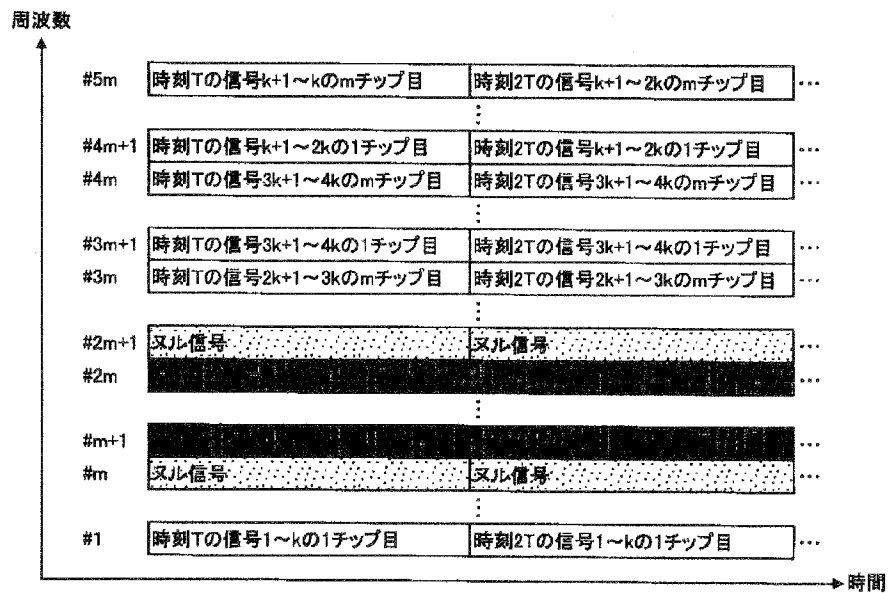 周波数
#5m 時刻Tの信号k+1～kのmチップ目 時刻2Tの信号k+1～2kのmチップ目 …
⋮
#4m+1 時刻Tの信号k+1～2kの1チップ目 時刻2Tの信号k+1～2kの1チップ目 …
#4m 時刻Tの信号3k+1～4kのmチップ目 時刻2Tの信号3k+1～4kのmチップ目 …
⋮
#3m+1 時刻Tの信号3k+1～4kの1チップ目 時刻2Tの信号3k+1～4kの1チップ目 …
#3m 時刻Tの信号2k+1～3kのmチップ目 時刻2Tの信号2k+1～3kのmチップ目 …
⋮
#2m+1 ヌル信号 ヌル信号 …
#2m …
⋮
#m+1 …
#m ヌル信号 ヌル信号 …
⋮
#1 時刻Tの信号1～kの1チップ目 時刻2Tの信号1～kの1チップ目 …
時間